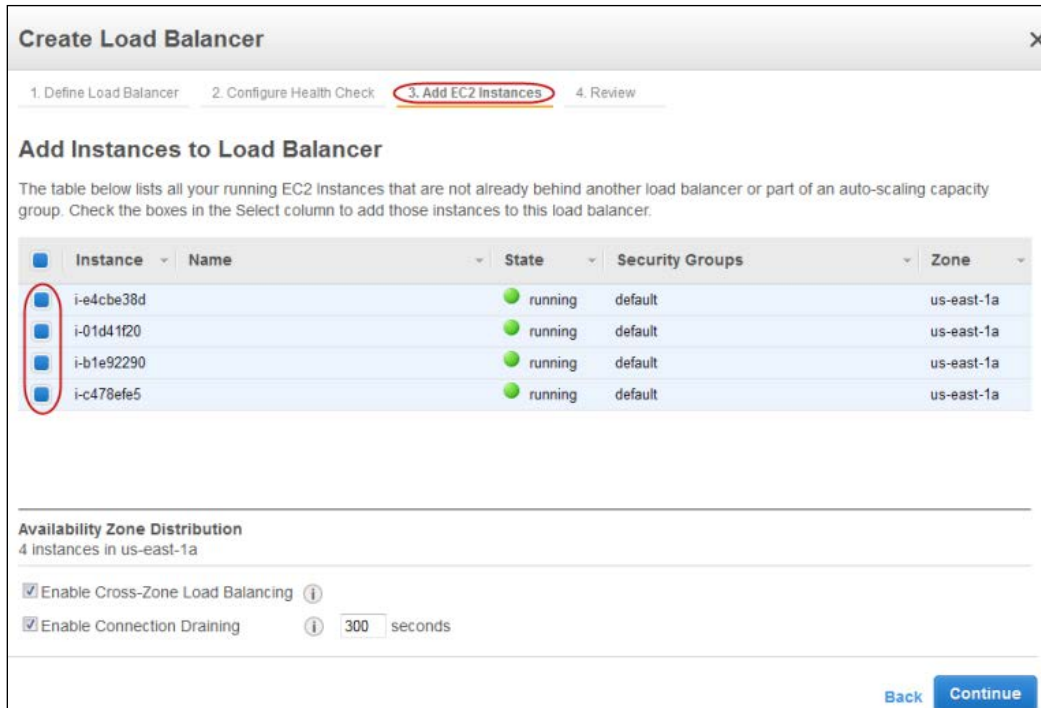 Create Load Balancer
1. Define Load Balancer 2. Configure Health Check 3. Add EC2 Instances 4. Review
Add Instances to Load Balancer
The table below lists all your running EC2 Instances that are not already behind another load balancer or part of an auto-scaling capacity
group. Check the boxes in the Select column to add those instances to this load balancer.
Instance Name State Security Groups Zone
i-e4cbe38d running default us-east-1a
i-01d41f20 running default us-east-1a
i-b1e92290 running default us-east-1a
i-c478efe5 running default us-east-1a
Availability Zone Distribution
4 instances in us-east-1a
Enable Cross-Zone Load Balancing i
Enable Connection Draining i 300 seconds
Back Continue